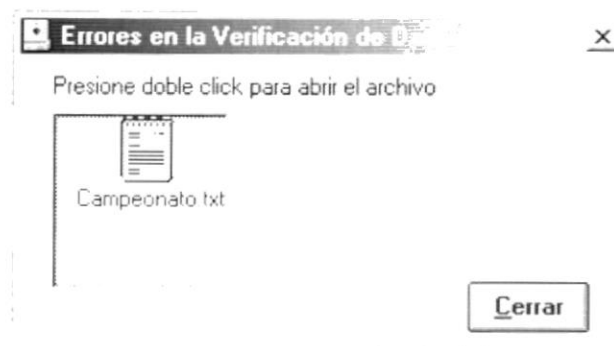 Errores en la Verificación de
Presione doble click para abrir el archivo
Campeonato txt
Cerrar